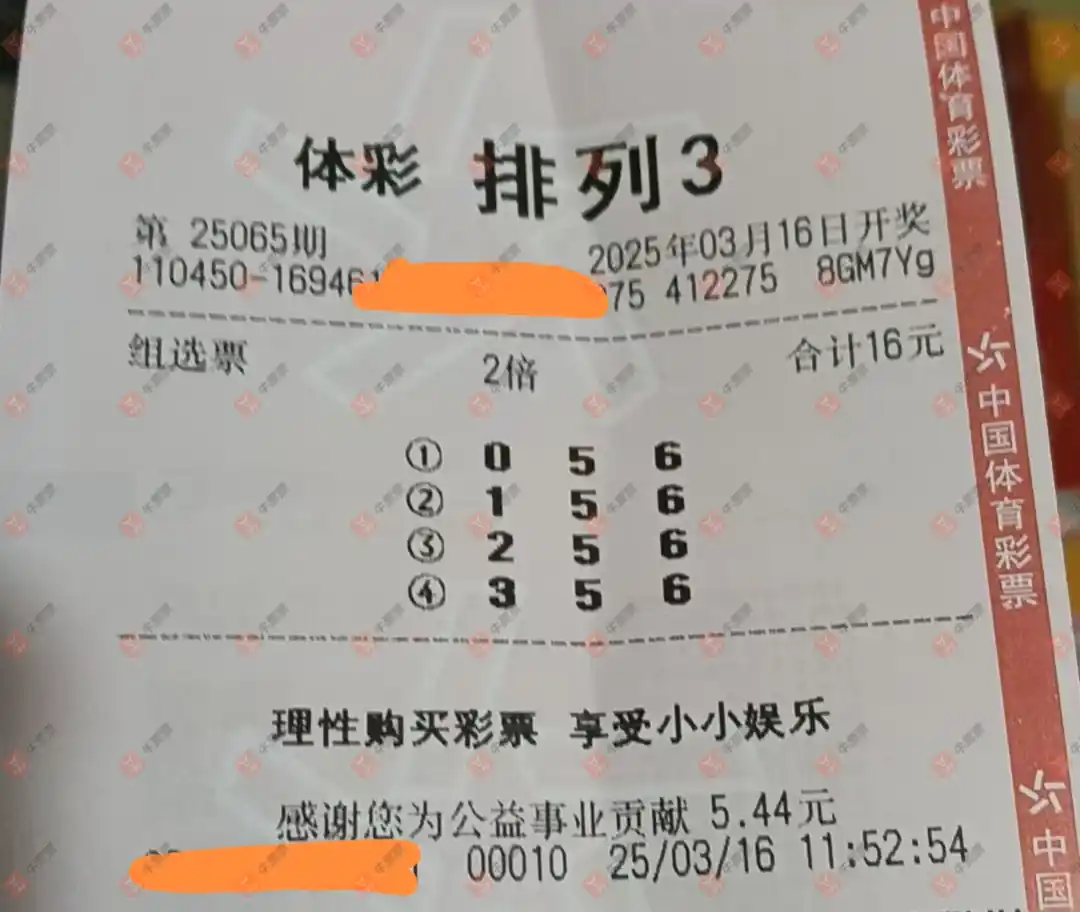 体彩 排列3
第 25065期 2025年03月16日开奖
110450-169461 075 412275 8GM7Yg
组选票 2倍 合计16元
① 0 5 6
② 1 5 6
③ 2 5 6
④ 3 5 6
理性购买彩票 享受小小娱乐
感谢您为公益事业贡献 5.44元
00010 25/03/16 11:52:54
中国体育彩票
中国体育彩票
中国